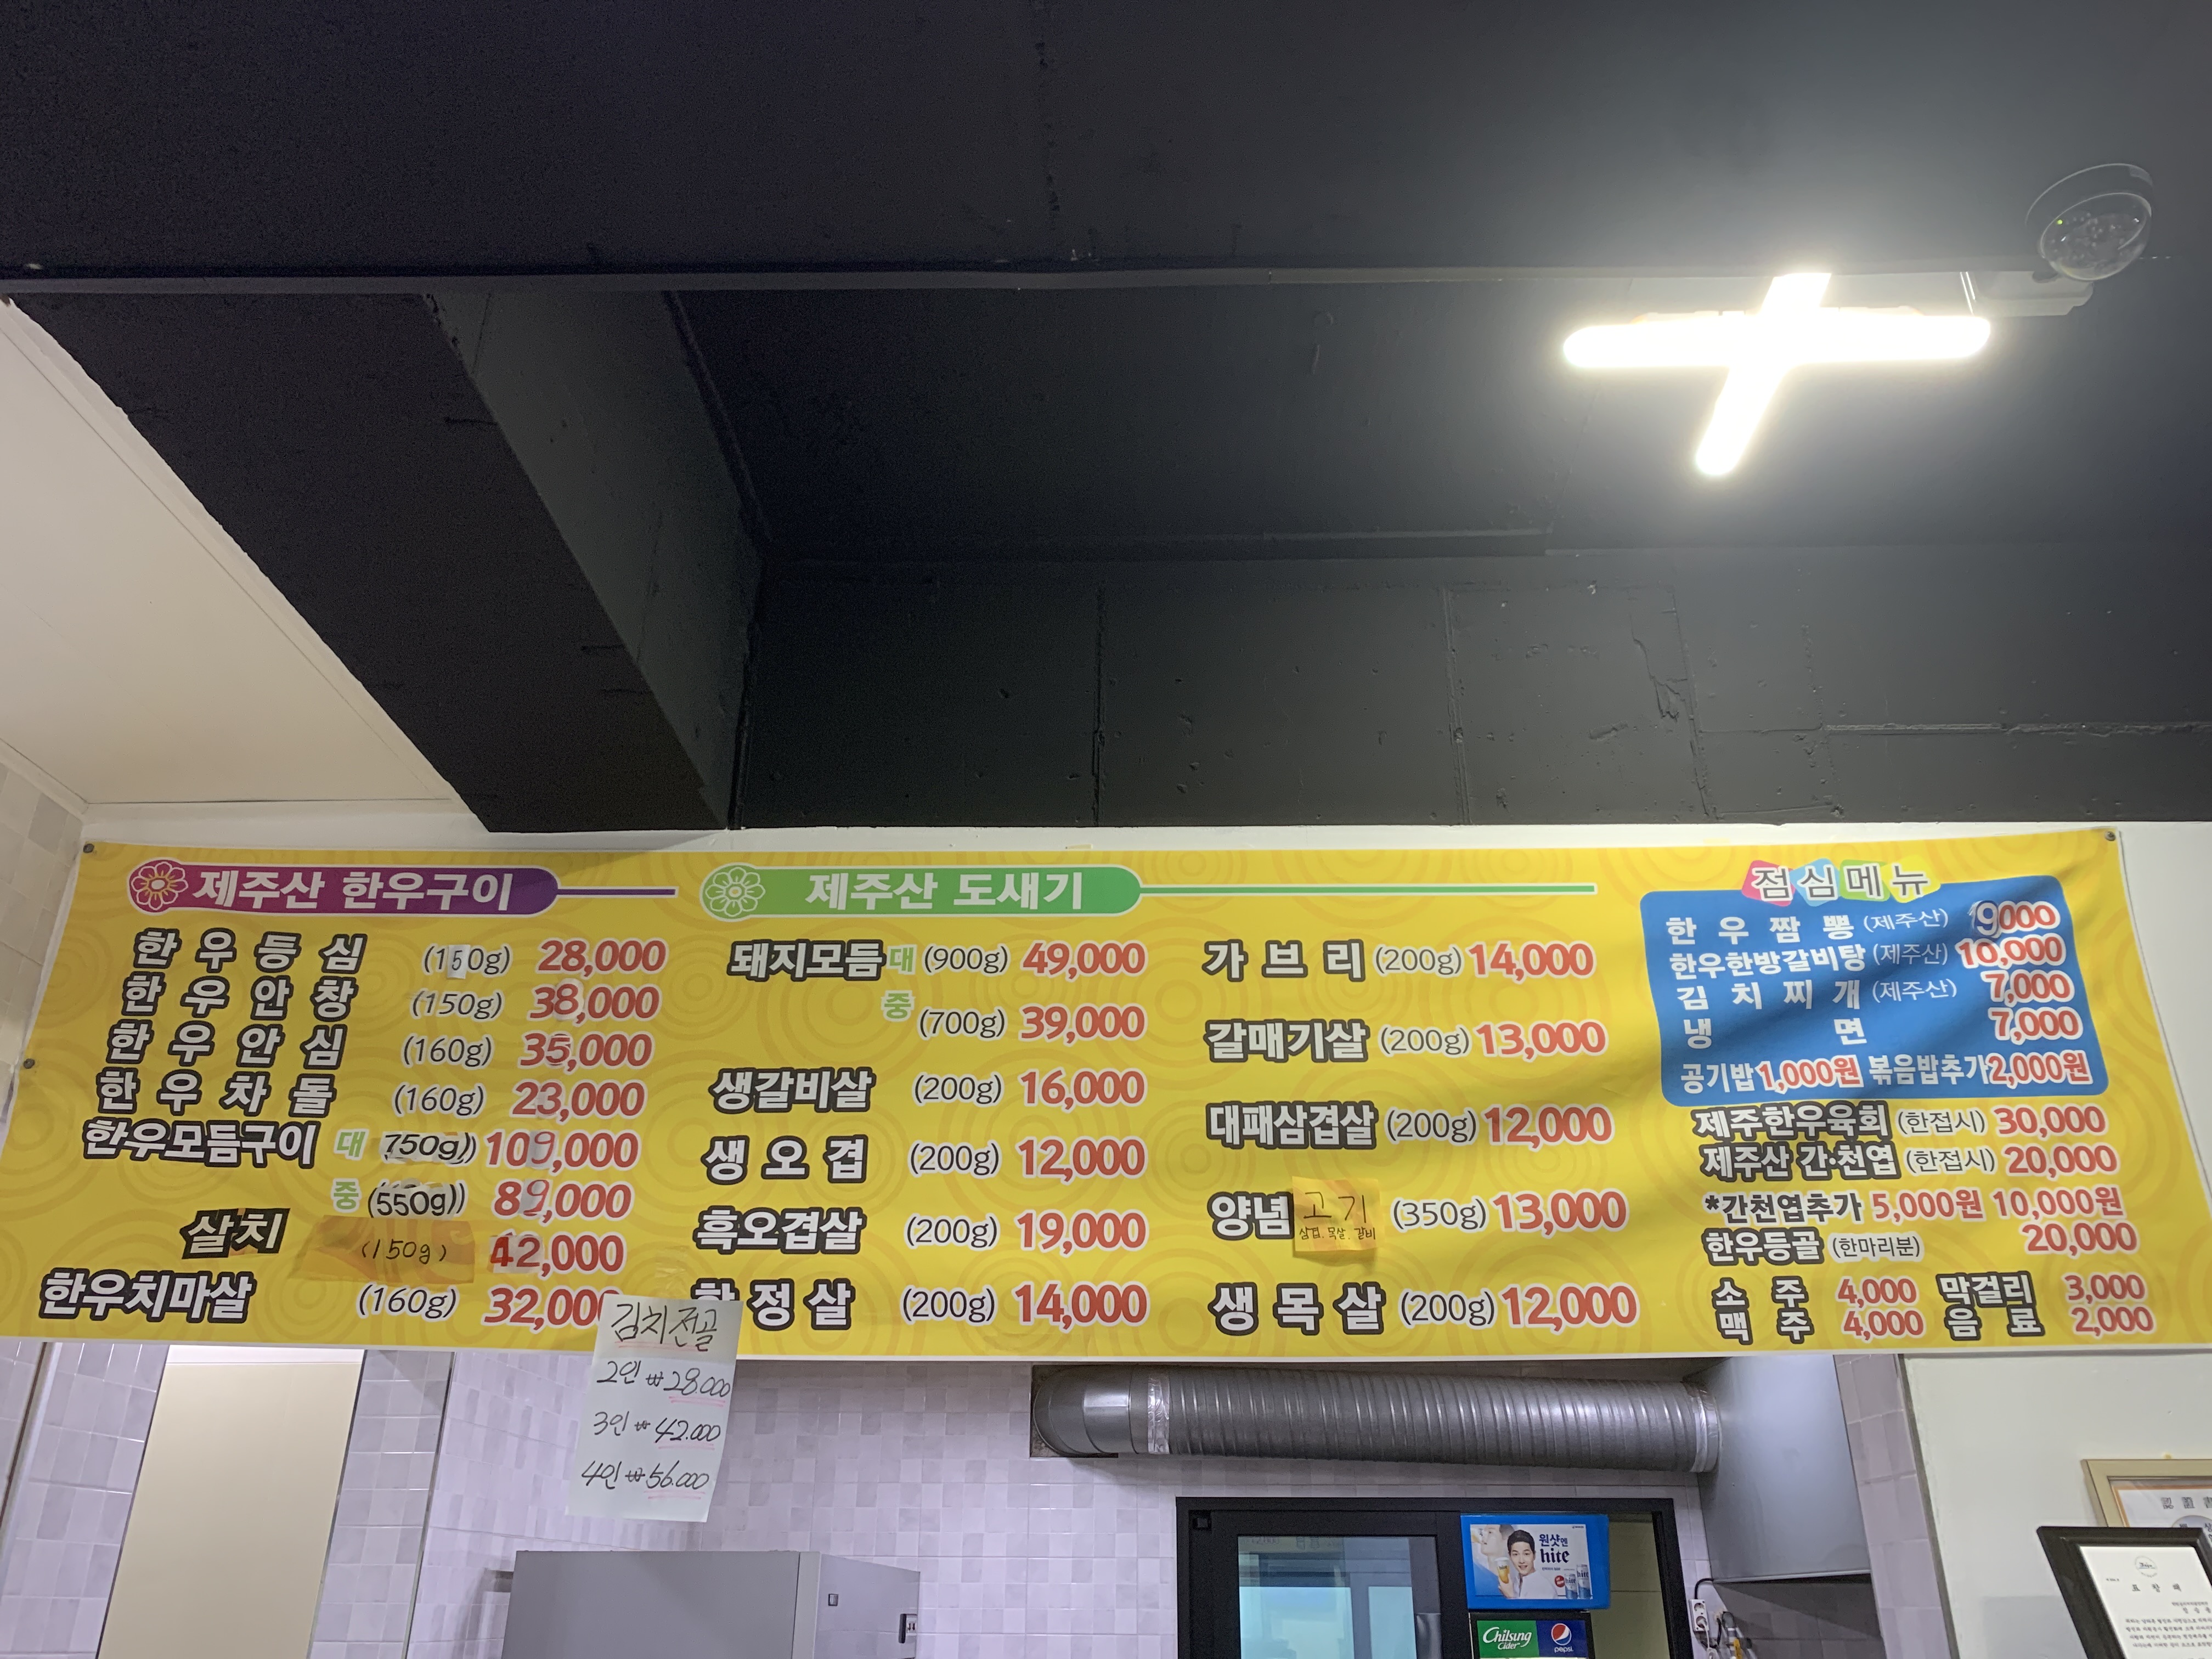 제주산 한우구이
한우등심 (150g) 28,000
한우안창 (150g) 38,000
한우안심 (160g) 35,000
한우차돌 (160g) 23,000
한우모듬구이 대 750g)) 109,000
중 (550g)) 89,000
살치 (150g) 42,000
한우치마살 (160g) 32,000
제주산 도새기
돼지모듬 대 (900g) 49,000
중 (700g) 39,000
생갈비살 (200g) 16,000
생오겹 (200g) 12,000
흑오겹살 (200g) 19,000
항정살 (200g) 14,000
가브리 (200g) 14,000
갈매기살 (200g) 13,000
대패삼겹살 (200g) 12,000
양념고기 (350g) 13,000
삼겹.목살.갈비
생목살 (200g) 12,000
점심메뉴
한우짬뽕 (제주산) 9000
한우한방갈비탕 (제주산) 10,000
김치찌개 (제주산) 7,000
냉면 7,000
공기밥1,000원 볶음밥추가2,000원
제주한우육회 (한접시) 30,000
제주산 간·천엽 (한접시) 20,000
*간천엽추가 5,000원 10,000원
한우등골 (한마리분) 20,000
소주 4,000 막걸리 3,000
맥주 4,000 음료 2,000
김치전골
2인 ₩28.000
3인 ₩42.000
4인 ₩56.000
원샷엔
hite
Chilsung
Cider
pepsi
표창패